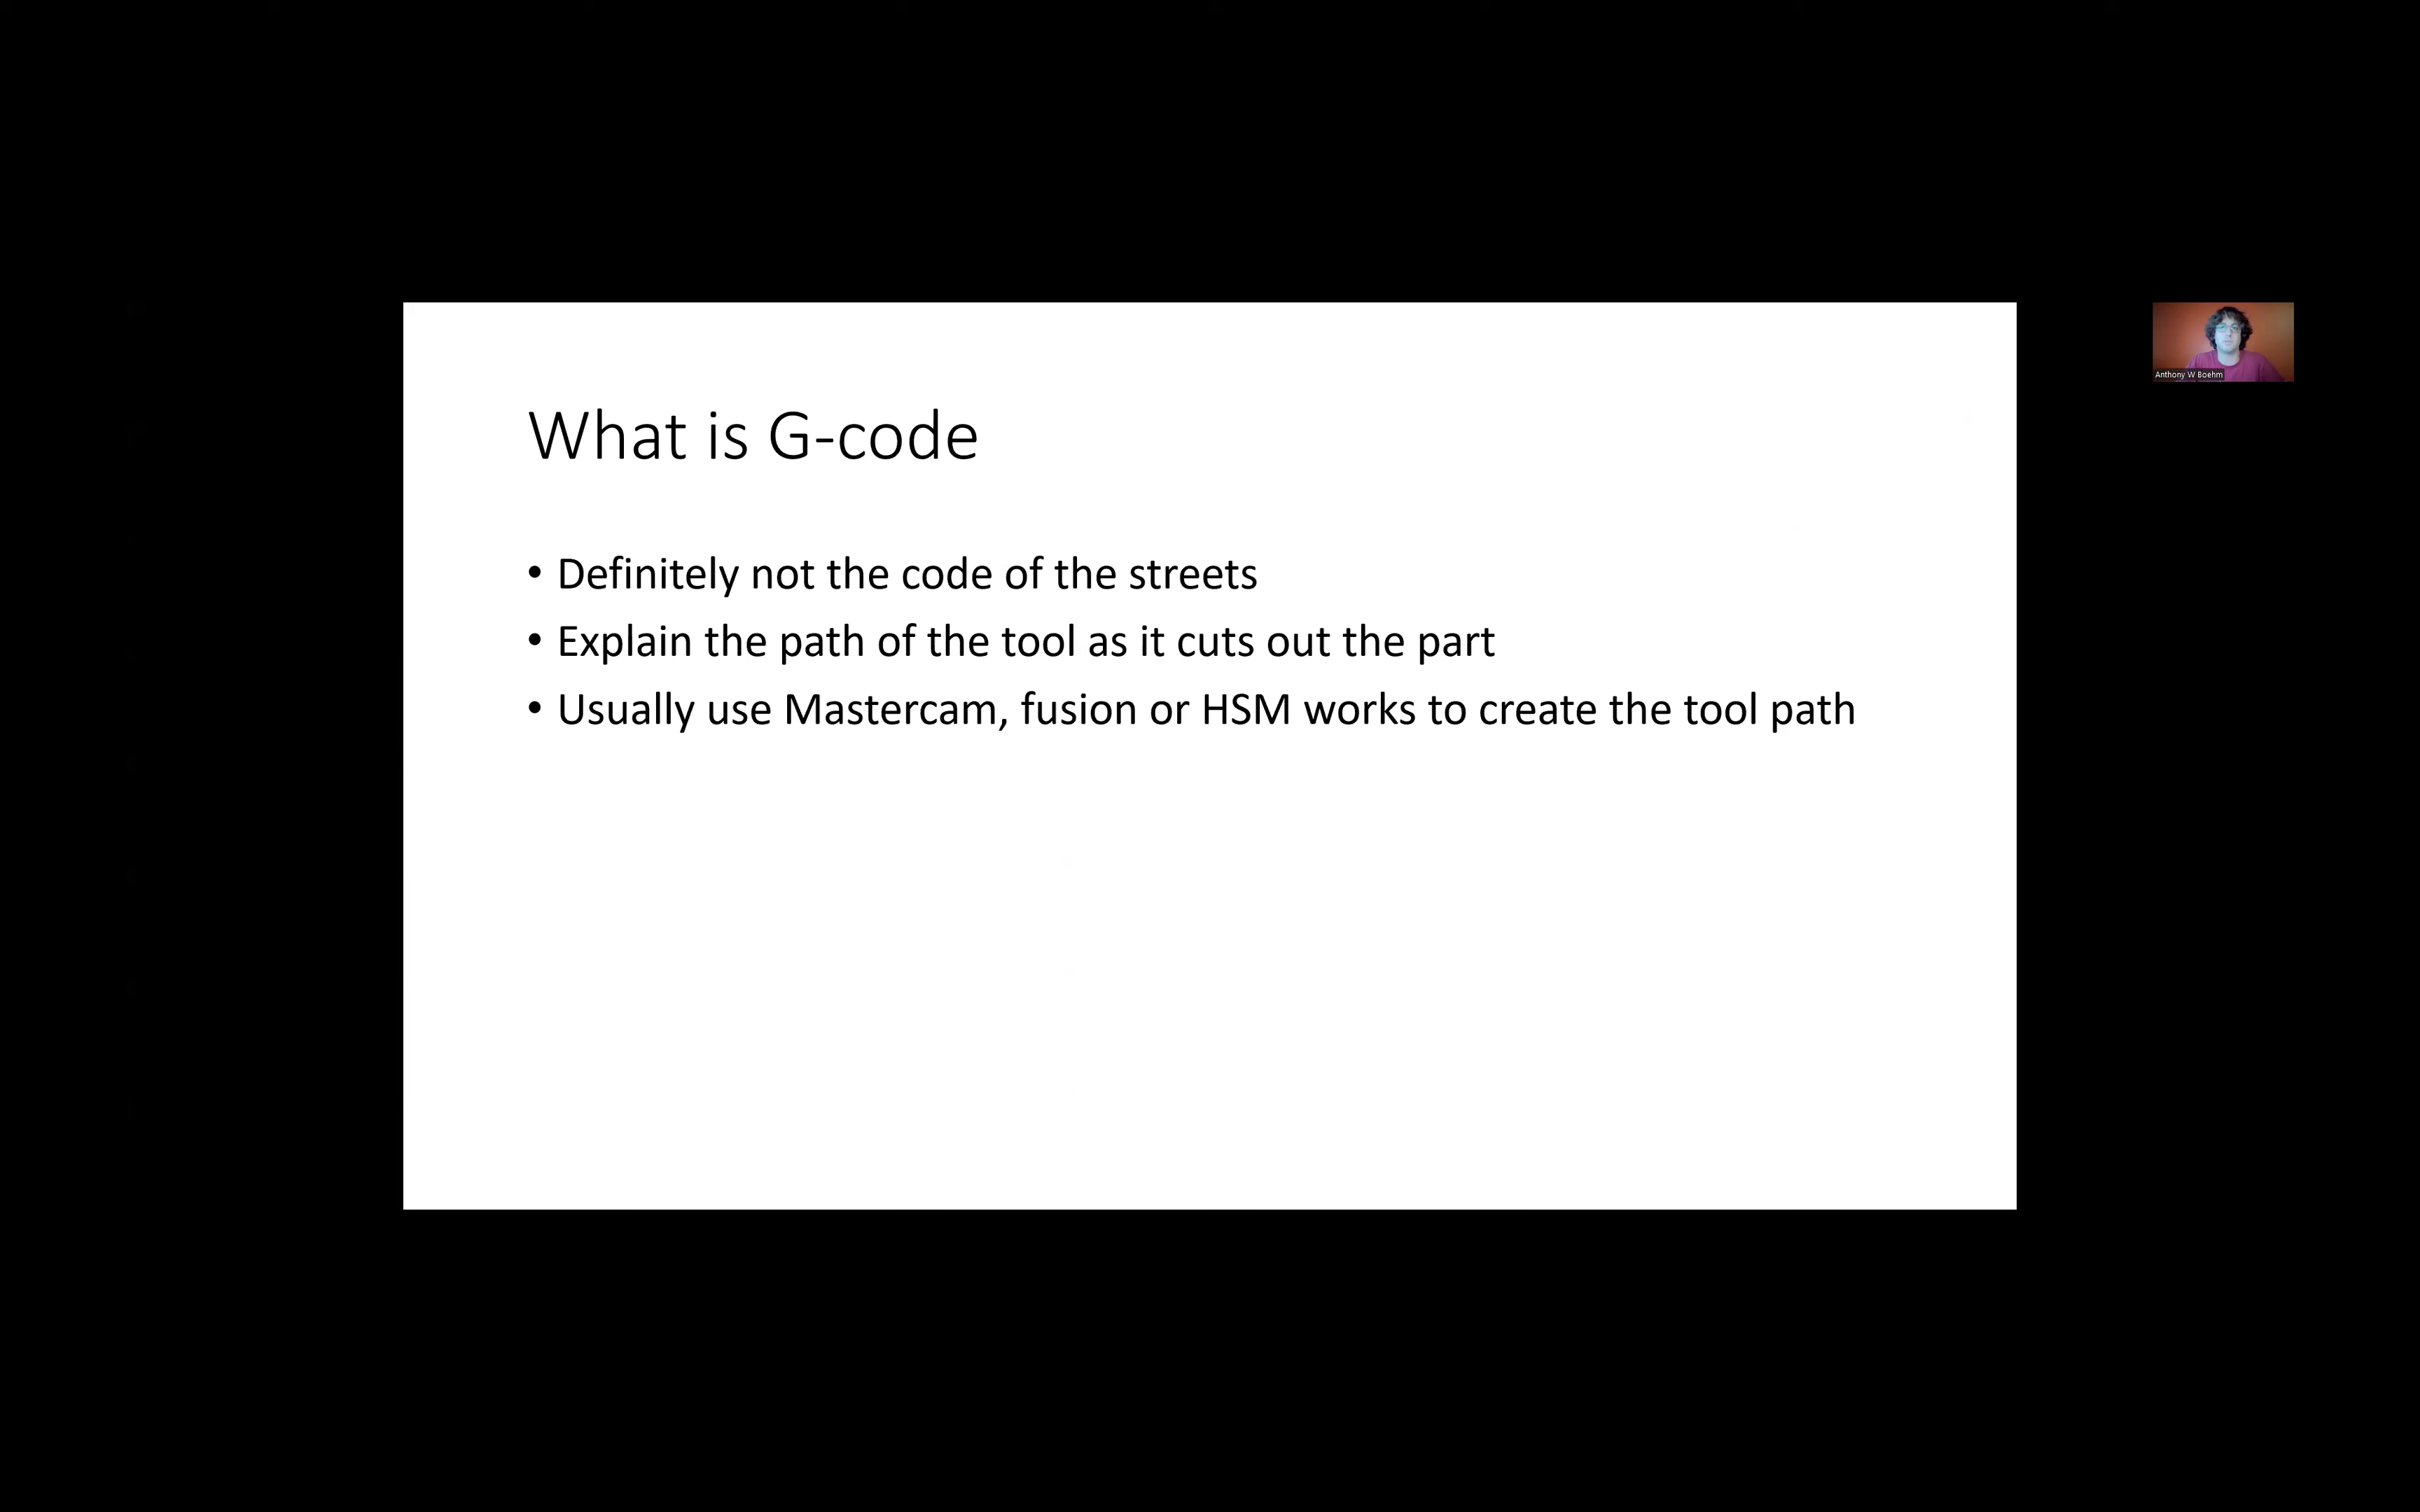 What is G-code
• Definitely not the code of the streets
• Explain the path of the tool as it cuts out the part
• Usually use Mastercam, fusion or HSM works to create the tool path
Anthony W Boehm